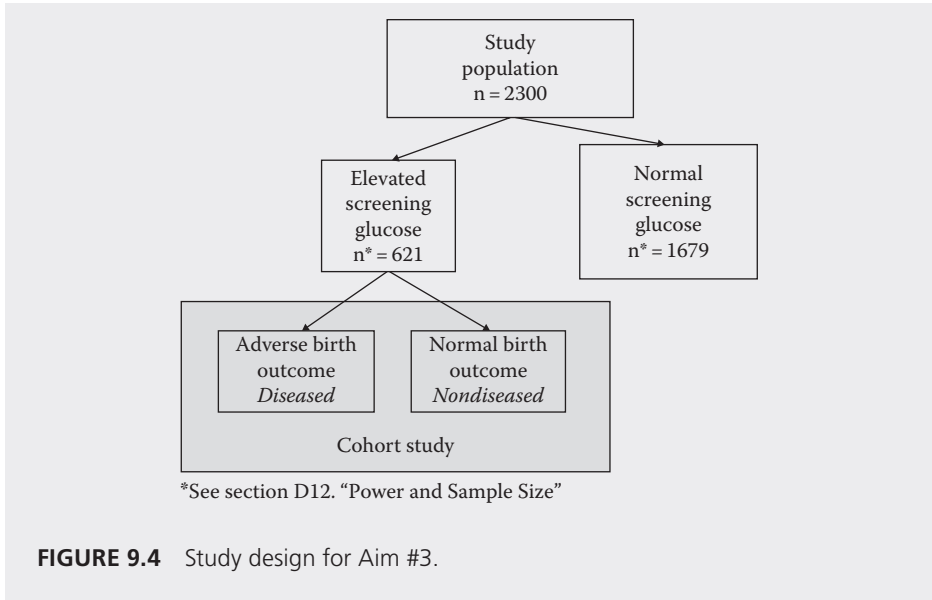 Study
population
n = 2300
Elevated
screening
glucose
n* = 621
Normal
screening
glucose
n* = 1679
Adverse birth
outcome
Diseased
Normal birth
outcome
Nondiseased
Cohort study
*See section D12. “Power and Sample Size”
FIGURE 9.4 Study design for Aim #3.